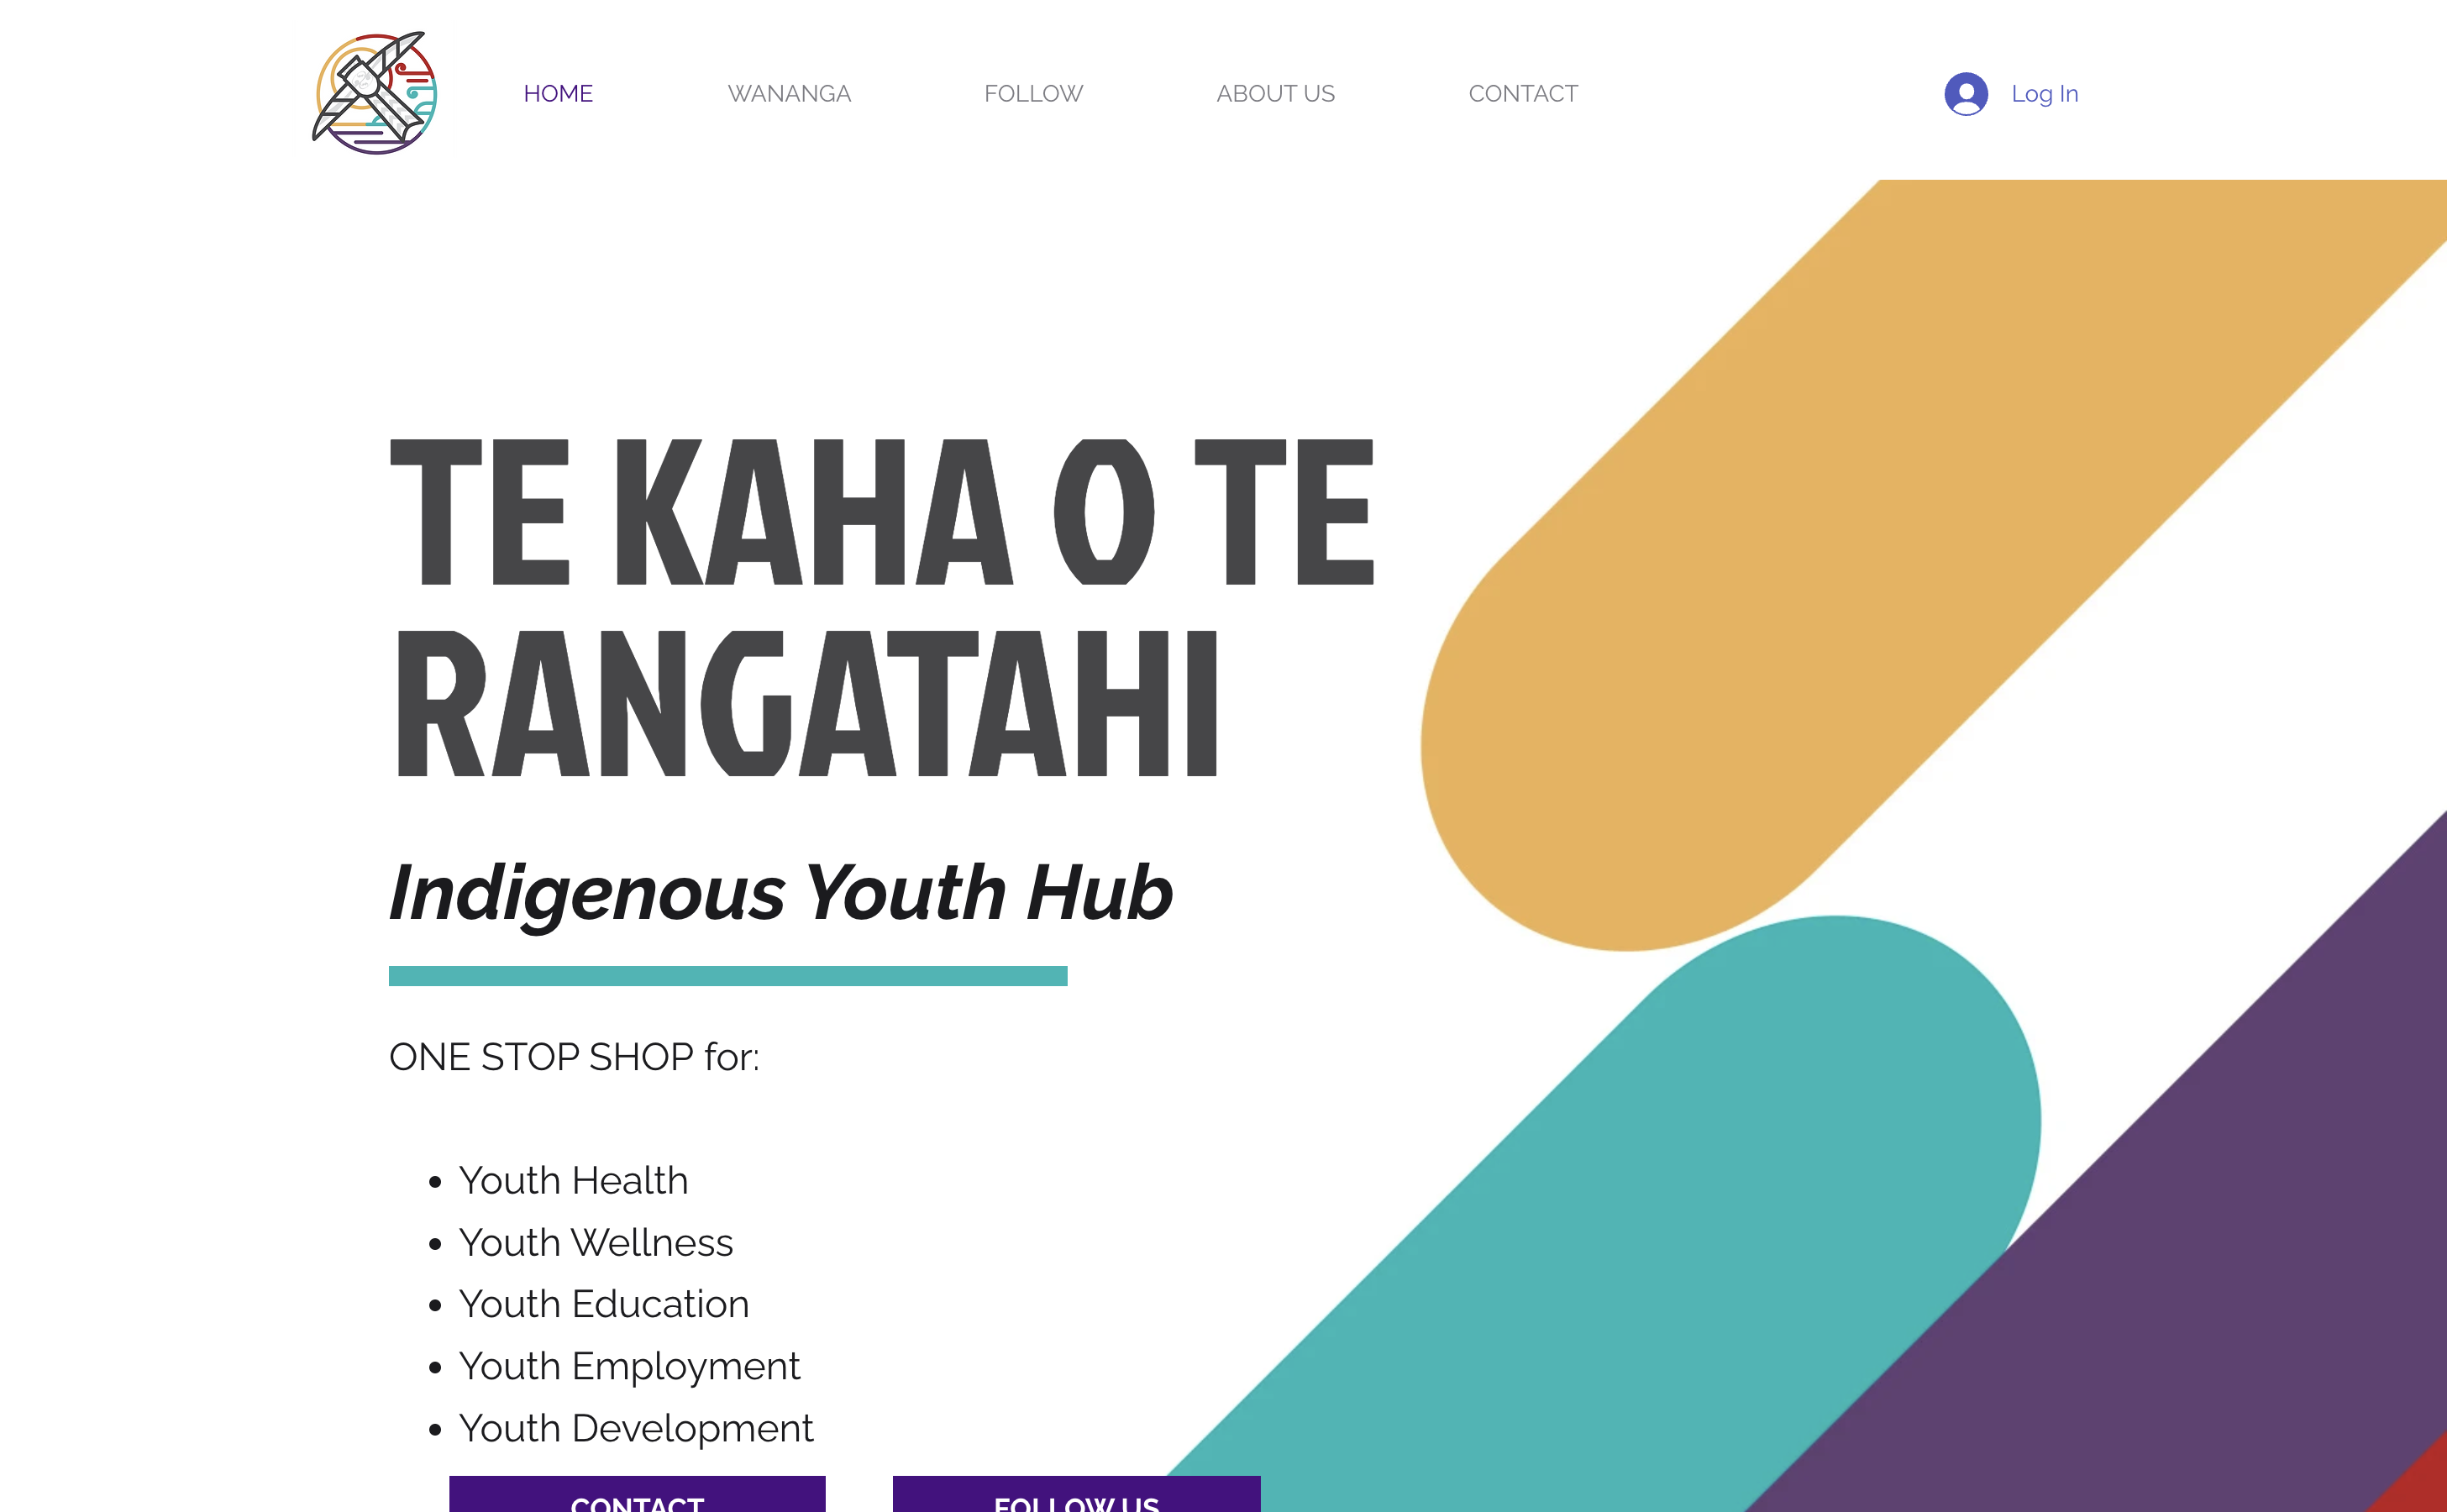 HOME
WANANGA
FOLLOW
ABOUT US
CONTACT
Log In
TE KAHA O TE
RANGATAHI
Indigenous Youth Hub
ONE STOP SHOP for:
Youth Health
Youth Wellness
Youth Education
Youth Employment
Youth Development
CONTACT
FOLLOW US